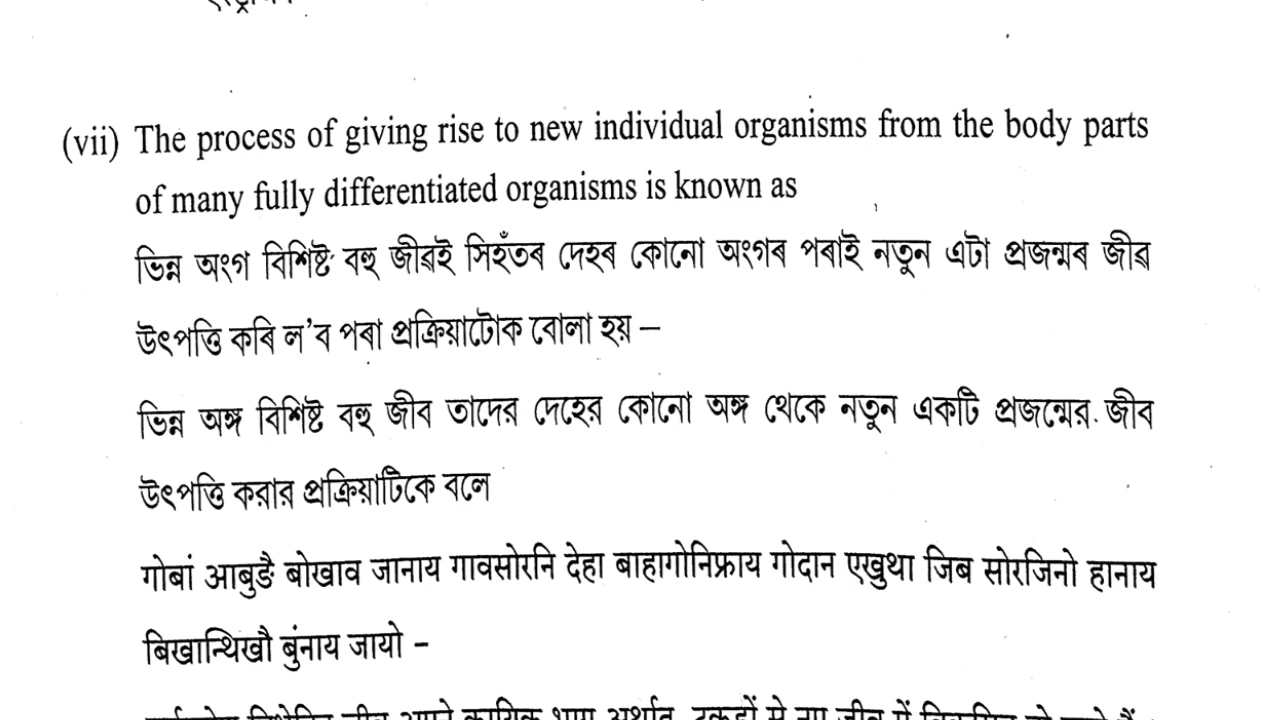 (vii) The process of giving rise to new individual organisms from the body parts
of many fully differentiated organisms is known as
ভিন্ন অংগ বিশিষ্ট বহু জীৱই সিহঁতৰ দেহৰ কোনো অংগৰ পৰাই নতুন এটা প্ৰজন্মৰ জীৱ
উৎপত্তি কৰি ল'ব পৰা প্ৰক্ৰিয়াটোক বোলা হয় –
ভিন্ন অঙ্গ বিশিষ্ট বহু জীব তাদের দেহের কোনো অঙ্গ থেকে নতুন একটি প্রজন্মের জীব
উৎপত্তি করার প্রক্রিয়াটিকে বলে
गोबां आबुङै बोखाव जानाय गावसोरनि देहा बाहागोनिफ्राय गोदान एखुथा जिब सोरजिनो हानाय
बिखान्थिखौ बुंनाय जायो –